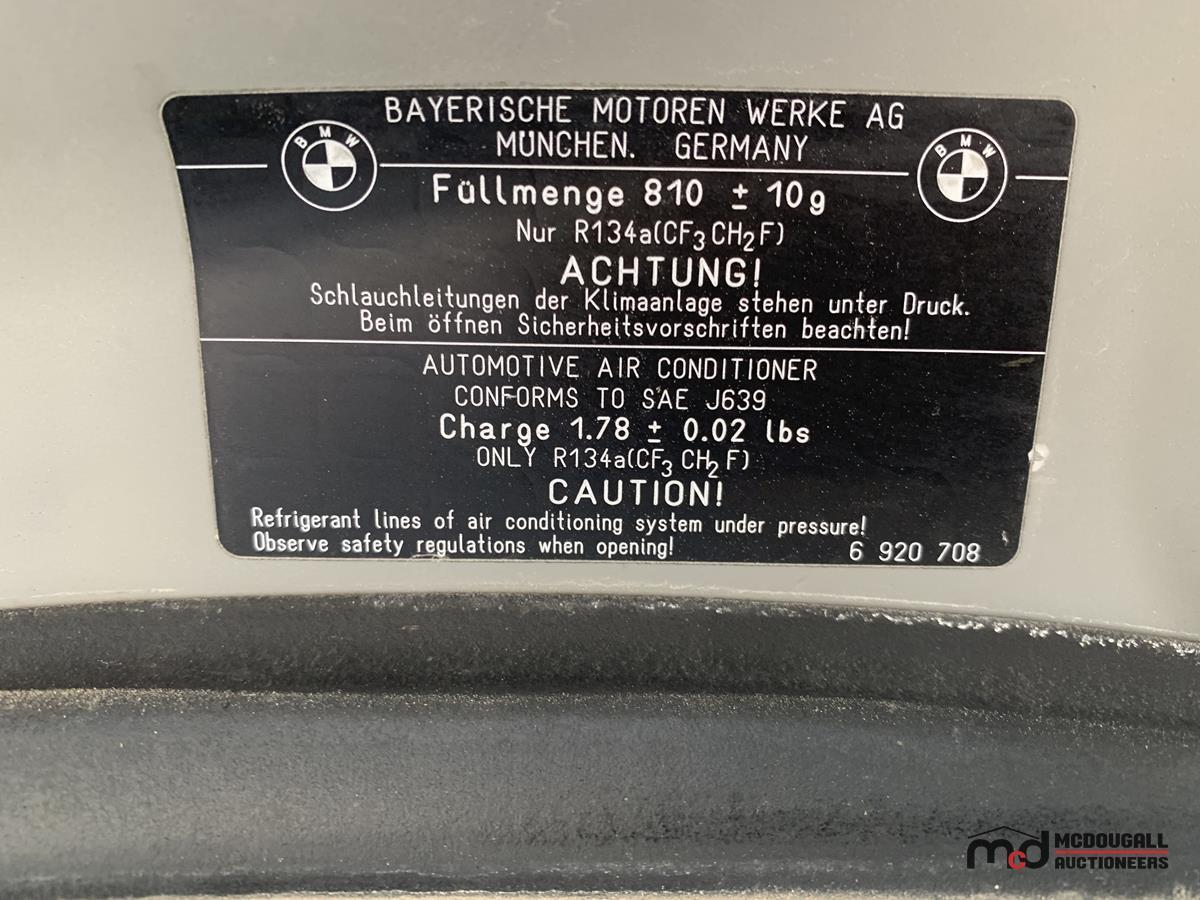 BAYERISCHE MOTOREN WERKE AG
MÜNCHEN. GERMANY
BMW
BMW
Füllmenge 810 ± 10g
Nur R134a(CF₃CH₂F)
ACHTUNG!
Schlauchleitungen der Klimaanlage stehen unter Druck.
Beim öffnen Sicherheitsvorschriften beachten!
AUTOMOTIVE AIR CONDITIONER
CONFORMS TO SAE J639
Charge 1.78 ± 0.02 lbs
ONLY R134a(CF₃CH₂F)
CAUTION!
Refrigerant lines of air conditioning system under pressure!
Observe safety regulations when opening!
6 920 708
mcd MCDOUGALL
AUCTIONEERS